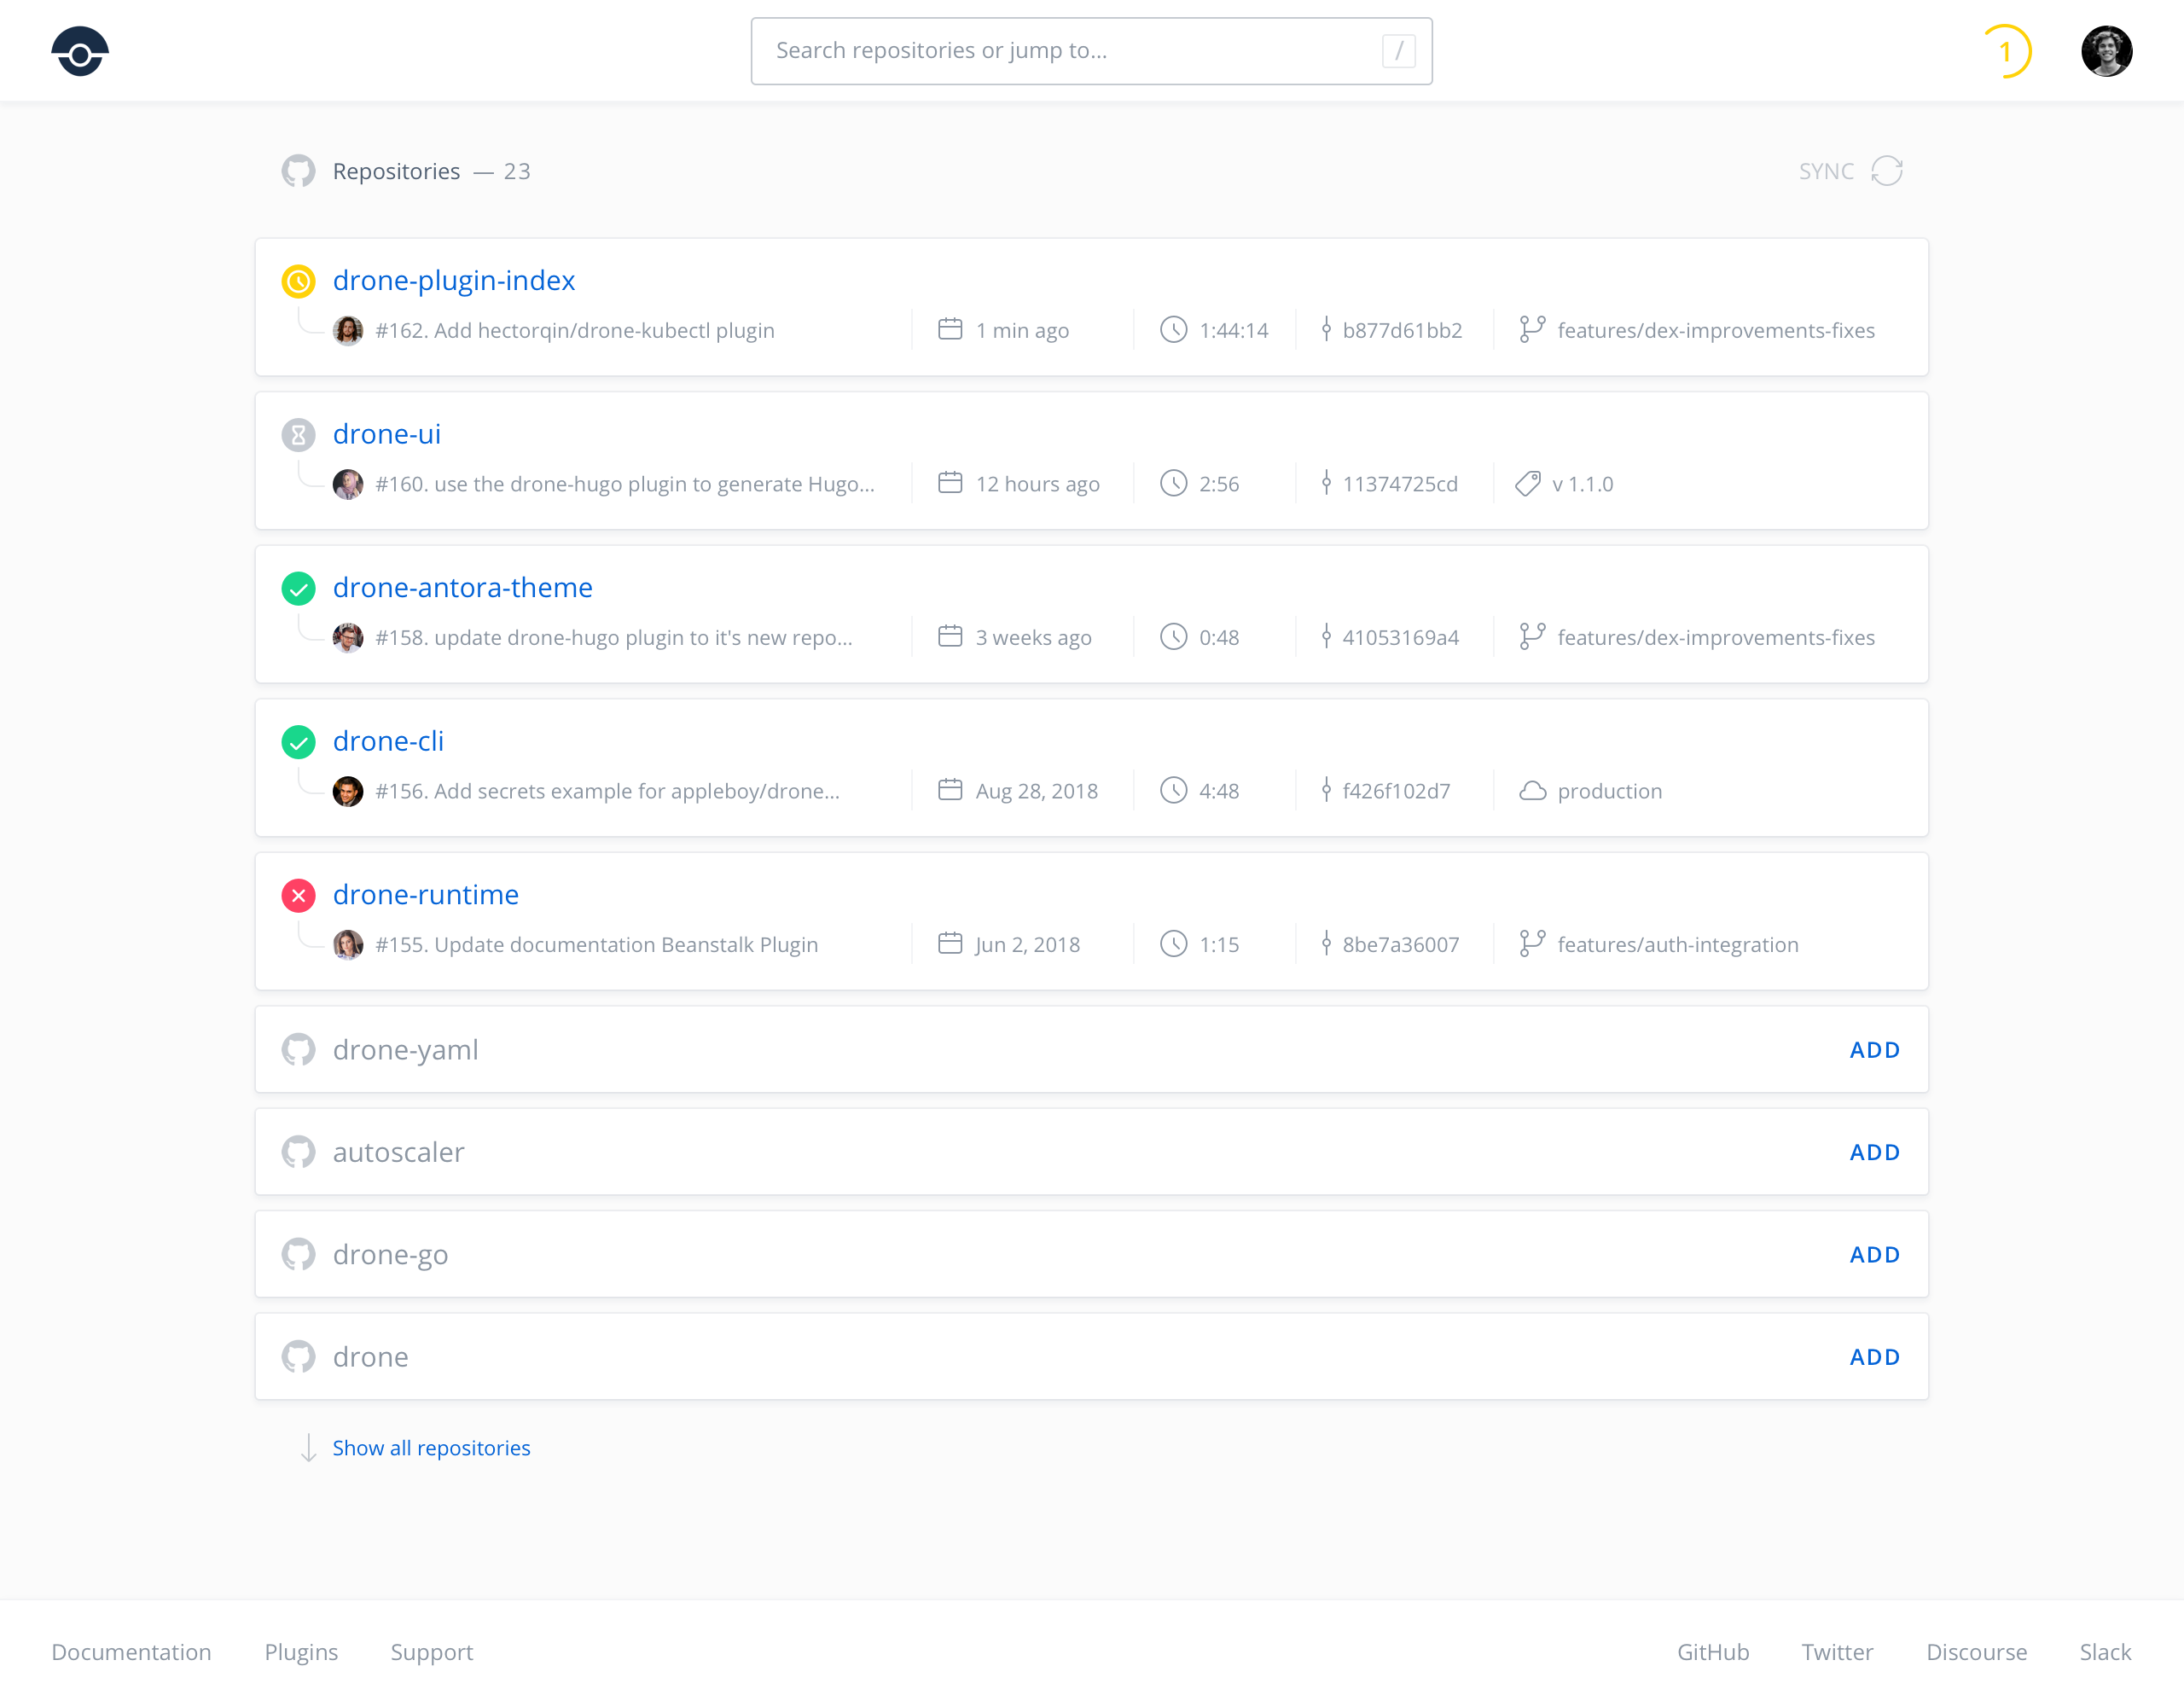 Search repositories or jump to... /
1
Repositories — 23
SYNC
drone-plugin-index
#162. Add hectorqin/drone-kubectl plugin 1 min ago 1:44:14 b877d61bb2 features/dex-improvements-fixes
drone-ui
#160. use the drone-hugo plugin to generate Hugo... 12 hours ago 2:56 11374725cd v 1.1.0
drone-antora-theme
#158. update drone-hugo plugin to it's new repo... 3 weeks ago 0:48 41053169a4 features/dex-improvements-fixes
drone-cli
#156. Add secrets example for appleboy/drone... Aug 28, 2018 4:48 f426f102d7 production
drone-runtime
#155. Update documentation Beanstalk Plugin Jun 2, 2018 1:15 8be7a36007 features/auth-integration
drone-yaml ADD
autoscaler ADD
drone-go ADD
drone ADD
Show all repositories
Documentation Plugins Support GitHub Twitter Discourse Slack